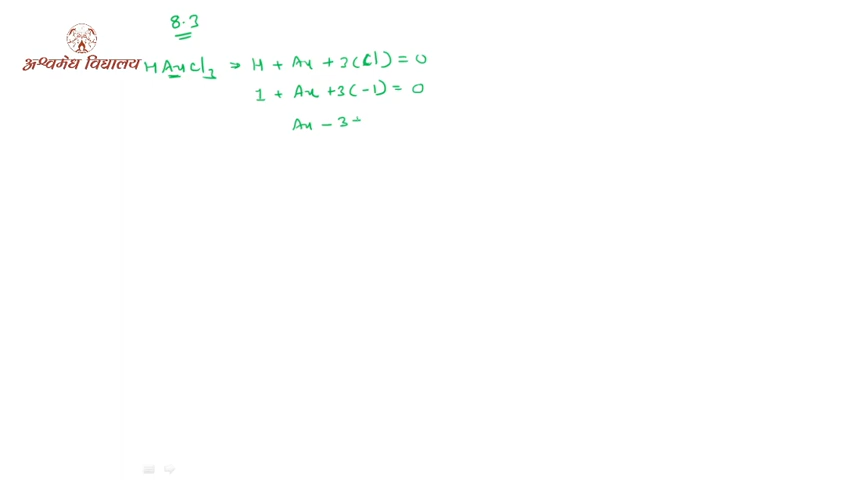 8.3
अश्वमेध विद्यालय
HAuCl3 ⇒ H + Au + 3(Cl) = 0
1 + Au + 3(-1) = 0
Au - 3 +